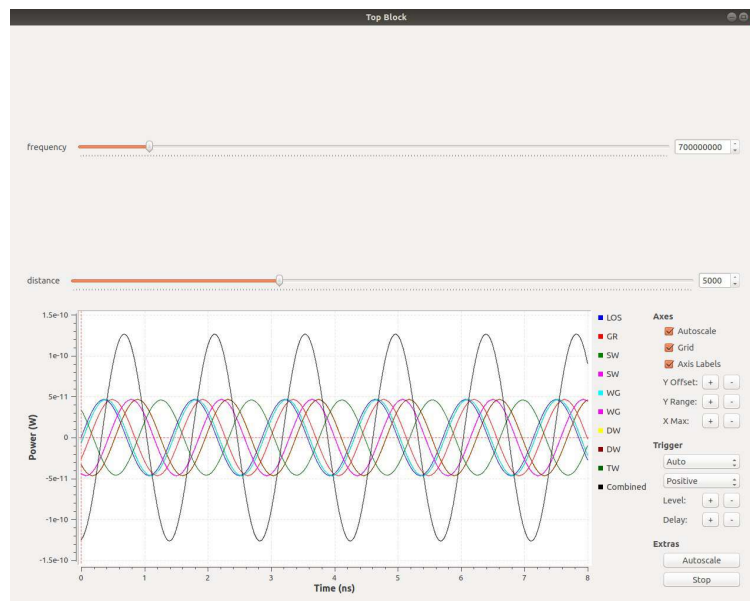 Top Block
frequency
700000000
distance
5000
1.5e-10
1e-10
5e-11
0
-5e-11
-1e-10
-1.5e-10
Power (W)
0 1 2 3 4 5 6 7 8
Time (ns)
LOS
GR
SW
SW
WG
WG
DW
DW
TW
Combined
Axes
Autoscale
Grid
Axis Labels
Y Offset: + -
Y Range: + -
X Max: + -
Trigger
Auto
Positive
Level: + -
Delay: + -
Extras
Autoscale
Stop